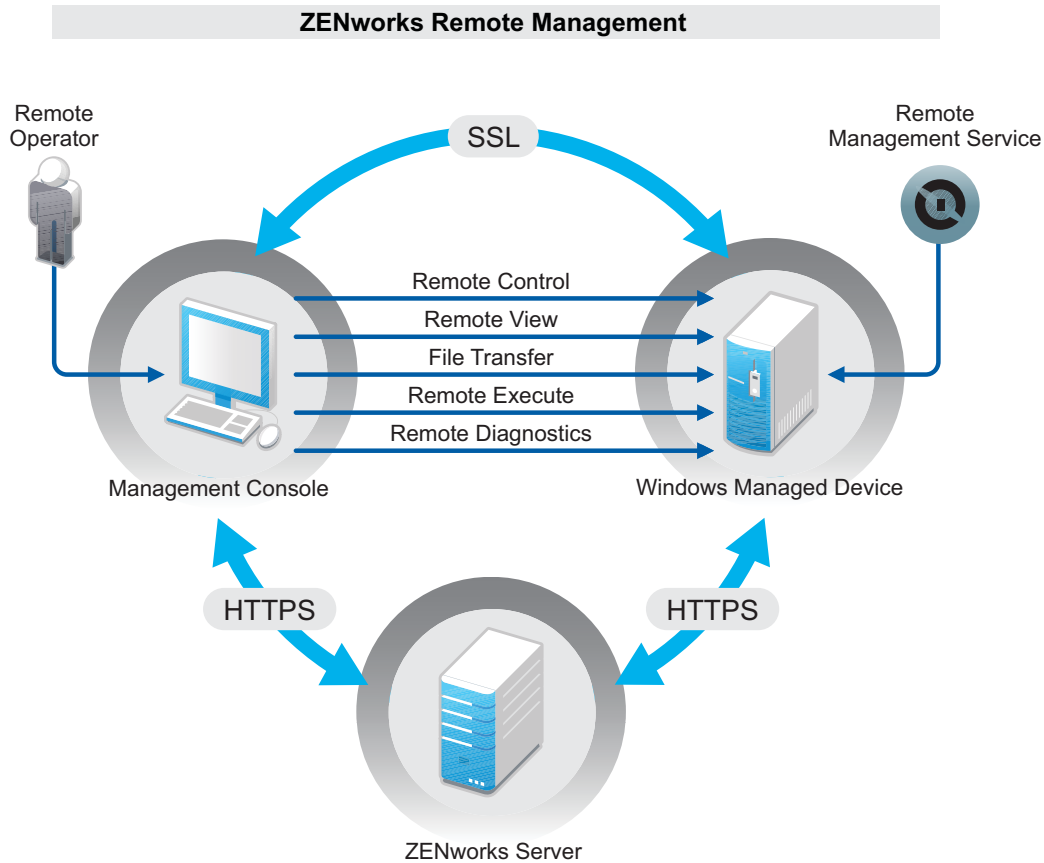 ZENworks Remote Management
Remote
Operator
SSL
Remote
Management Service
Remote Control
Remote View
File Transfer
Remote Execute
Remote Diagnostics
Management Console
Windows Managed Device
HTTPS
HTTPS
ZENworks Server